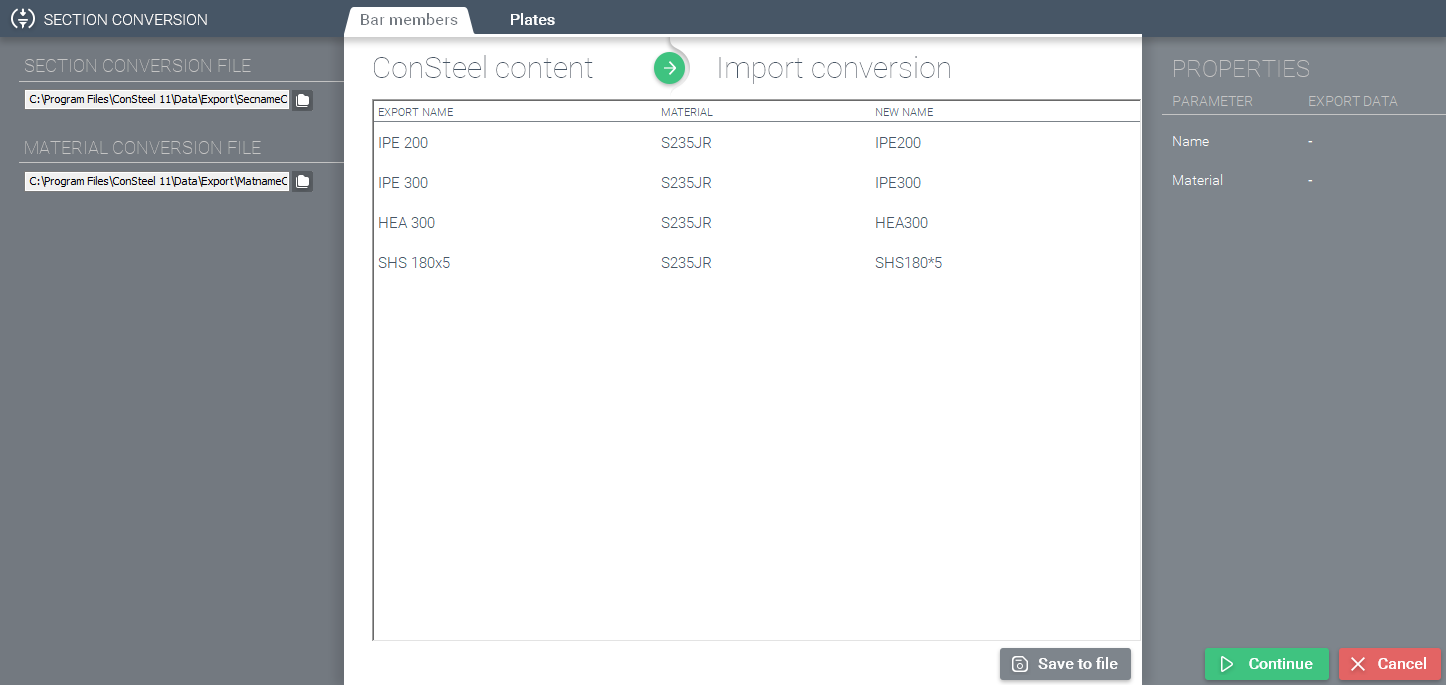 SECTION CONVERSION
Bar members
Plates
SECTION CONVERSION FILE
C:\Program Files\ConSteel 11\Data\Export\SecnameC
MATERIAL CONVERSION FILE
C:\Program Files\ConSteel 11\Data\Export\MatnameC
ConSteel content
Import conversion
EXPORT NAME MATERIAL NEW NAME
IPE 200 S235JR IPE200
IPE 300 S235JR IPE300
HEA 300 S235JR HEA300
SHS 180x5 S235JR SHS180*5
PROPERTIES
PARAMETER EXPORT DATA
Name -
Material -
Save to file
Continue
Cancel